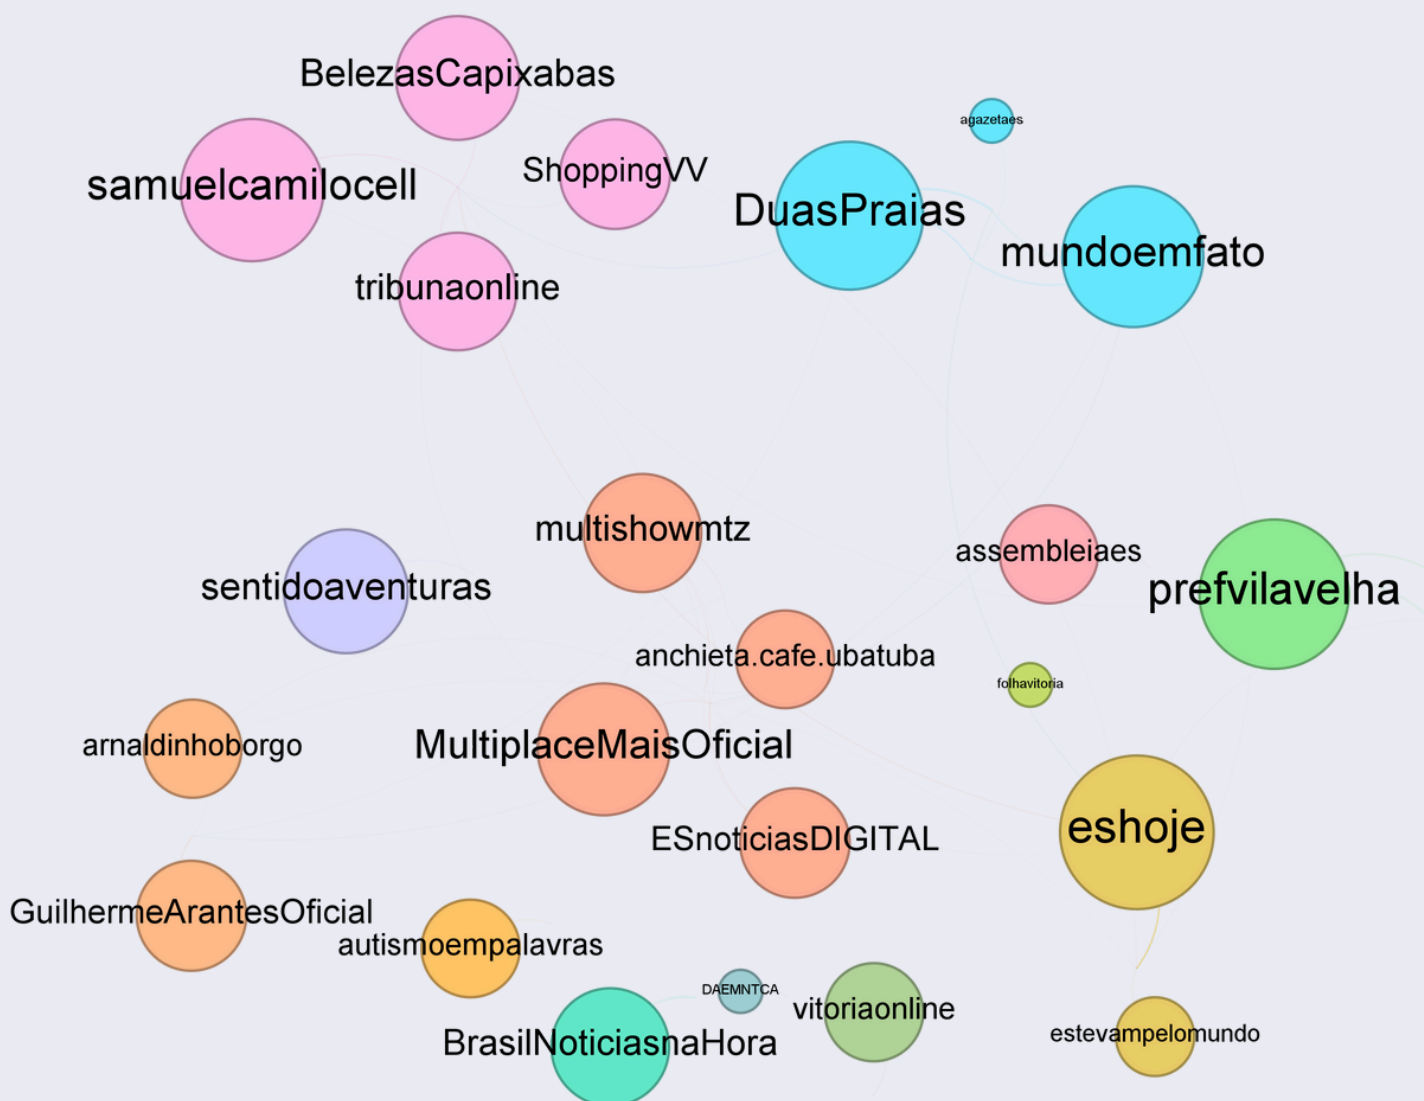 BelezasCapixabas
agazetaes
ShoppingVV
samuelcamilocell
DuasPraias
mundoemfato
tribunaonline
multishowmtz
assembleiaes
sentidoaventuras
prefvilavelha
anchieta.cafe.ubatuba
folhavitoria
arnaldinhoborgo
MultiplaceMaisOficial
eshoje
ESnoticiasDIGITAL
GuilhermeArantesOficial
autismoempalavras
DAEMNTCA
vitoriaonline
estevampelomundo
BrasilNoticiasnaHora